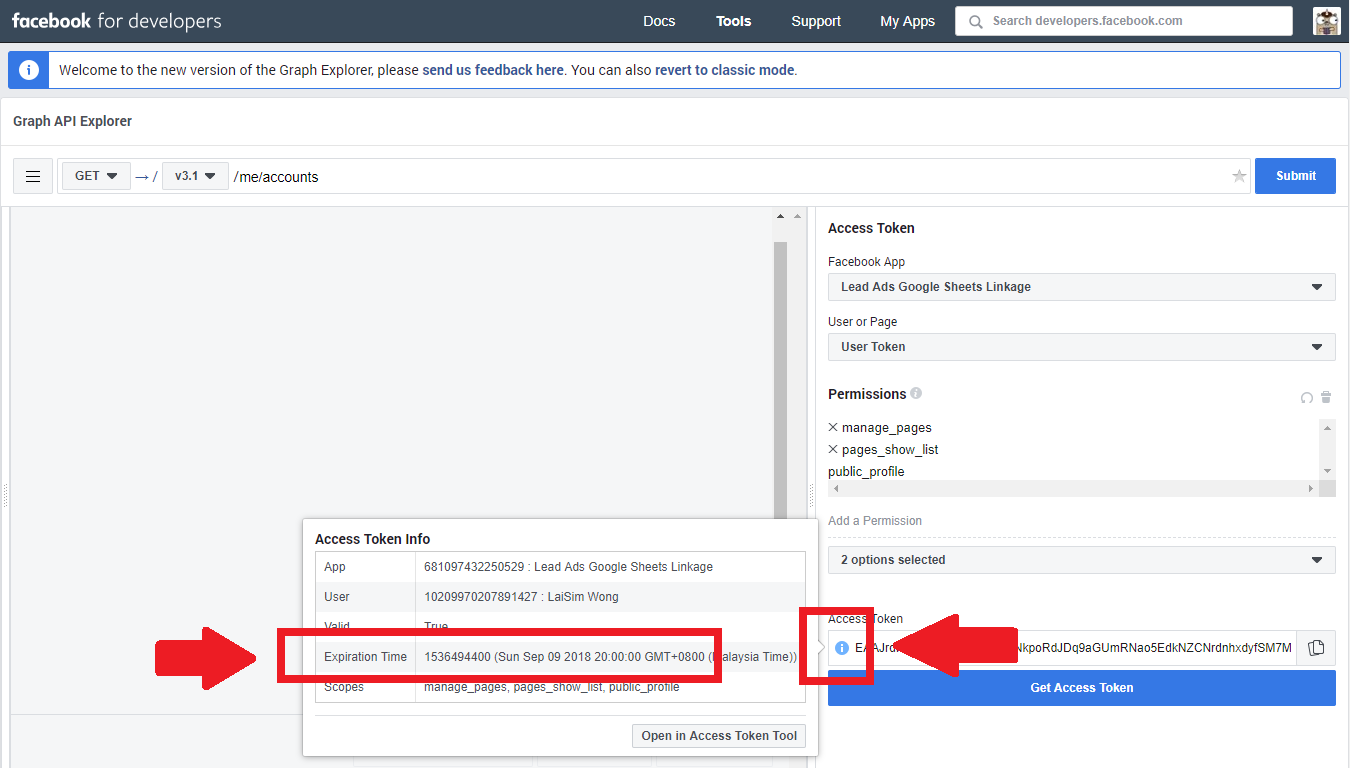 facebook for developers Docs Tools Support My Apps Search developers.facebook.com
Welcome to the new version of the Graph Explorer, please send us feedback here. You can also revert to classic mode.
Graph API Explorer
GET →/ v3.1 /me/accounts Submit
Access Token
Facebook App
Lead Ads Google Sheets Linkage
User or Page
User Token
Permissions
manage_pages
pages_show_list
public_profile
Add a Permission
2 options selected
Access Token
NkpoRdJDq9aGUmRNao5EdkNZCNrdnhxdyfSM7M
Get Access Token
Access Token Info
App 681097432250529 : Lead Ads Google Sheets Linkage
User 10209970207891427 : LaiSim Wong
Valid True
Expiration Time 1536494400 (Sun Sep 09 2018 20:00:00 GMT+0800 (Malaysia Time))
Scopes manage_pages, pages_show_list, public_profile
Open in Access Token Tool